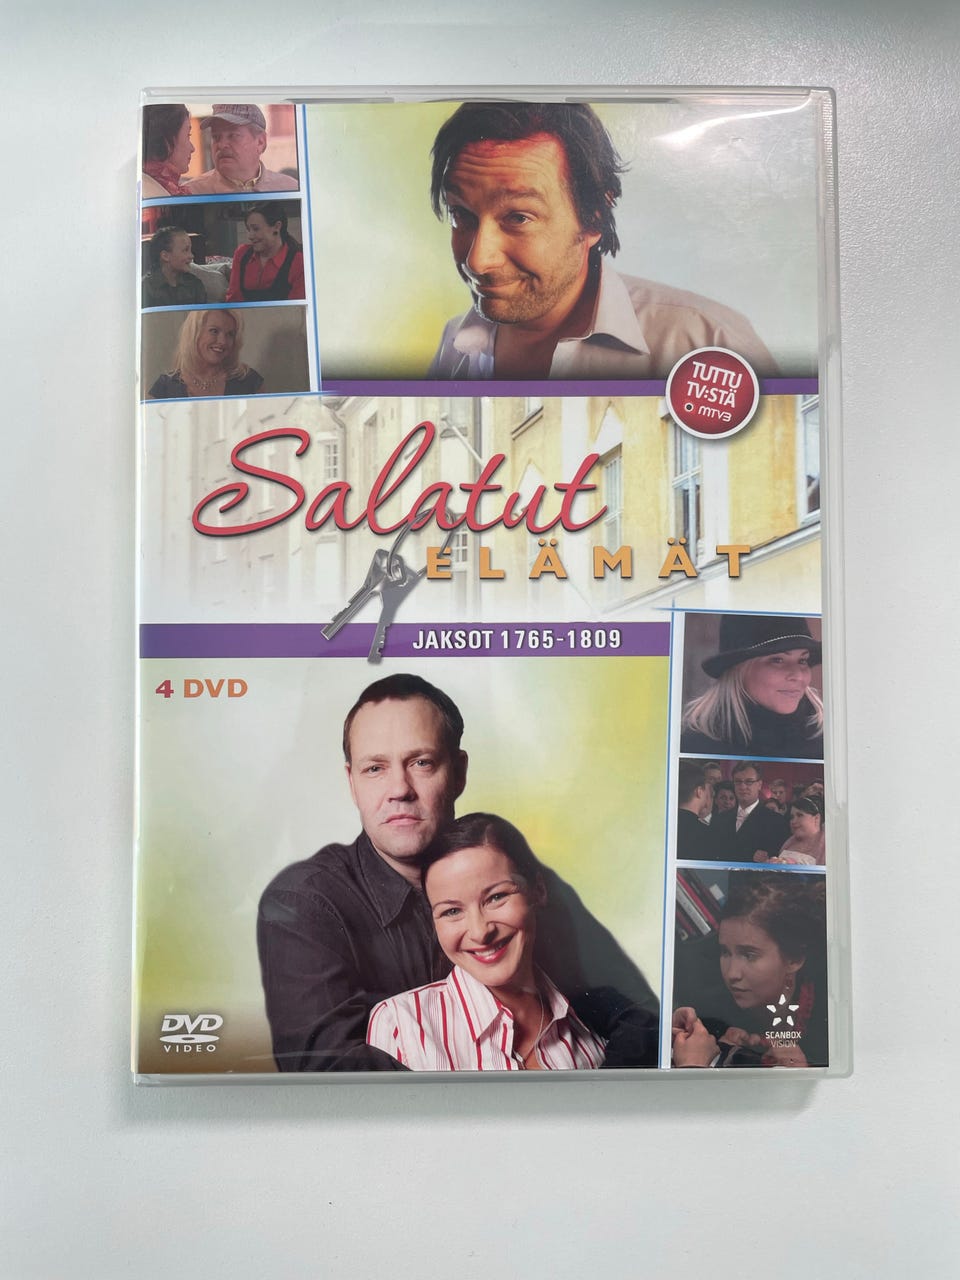 TUTTU
TV:STÄ
MTV3
Salatut
ELÄMÄT
JAKSOT 1765-1809
4 DVD
DVD
VIDEO
SCANBOX
VISION